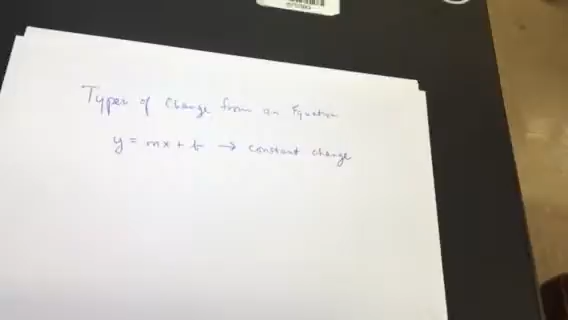 Types of Change from an Equation
y = mx + b → constant change